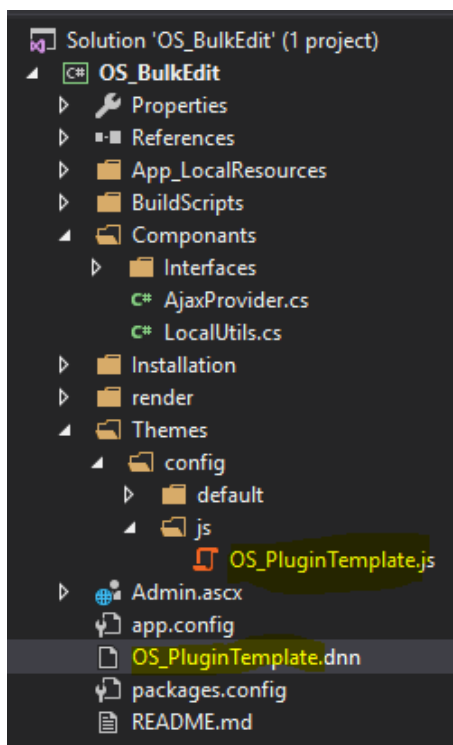 Solution 'OS_BulkEdit' (1 project)
C# OS_BulkEdit
Properties
References
App_LocalResources
BuildScripts
Componants
Interfaces
C# AjaxProvider.cs
C# LocalUtils.cs
Installation
render
Themes
config
default
js
OS_PluginTemplate.js
Admin.ascx
app.config
OS_PluginTemplate.dnn
packages.config
README.md